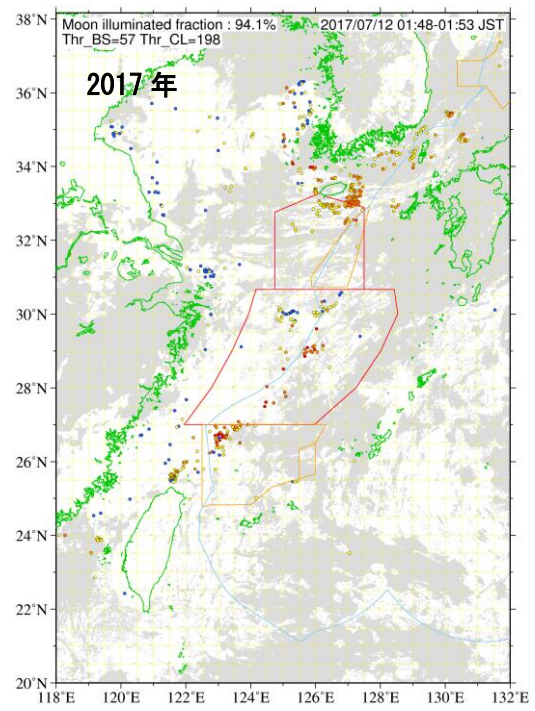 Moon illuminated fraction : 94.1% 2017/07/12 01:48-01:53 JST
Thr_BS=57 Thr_CL=198
2017 年
38°N
36°N
34°N
32°N
30°N
28°N
26°N
24°N
22°N
20°N
118°E 120°E 122°E 124°E 126°E 128°E 130°E 132°E